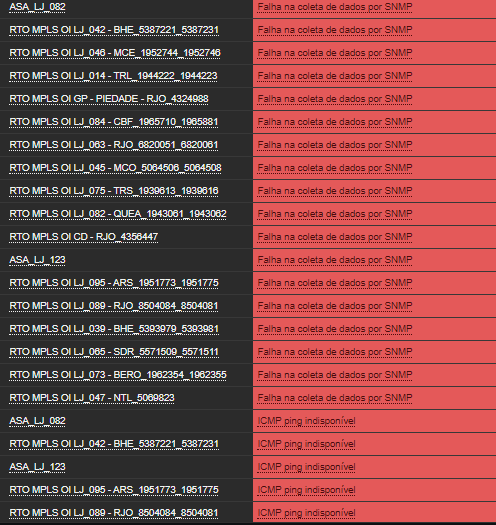 ASA_LJ_082 Falha na coleta de dados por SNMP
RTO MPLS OI LJ_042 - BHE_5387221_5387231 Falha na coleta de dados por SNMP
RTO MPLS OI LJ_046 - MCE_1952744_1952746 Falha na coleta de dados por SNMP
RTO MPLS OI LJ_014 - TRL_1944222_1944223 Falha na coleta de dados por SNMP
RTO MPLS OI GP - PIEDADE - RJO_4324988 Falha na coleta de dados por SNMP
RTO MPLS OI LJ_084 - CBF_1965710_1965881 Falha na coleta de dados por SNMP
RTO MPLS OI LJ_063 - RJO_6820051_6820061 Falha na coleta de dados por SNMP
RTO MPLS OI LJ_045 - MCO_5064506_5064508 Falha na coleta de dados por SNMP
RTO MPLS OI LJ_075 - TRS_1939613_1939616 Falha na coleta de dados por SNMP
RTO MPLS OI LJ_082 - QUEA_1943061_1943062 Falha na coleta de dados por SNMP
RTO MPLS OI CD - RJO_4356447 Falha na coleta de dados por SNMP
ASA_LJ_123 Falha na coleta de dados por SNMP
RTO MPLS OI LJ_095 - ARS_1951773_1951775 Falha na coleta de dados por SNMP
RTO MPLS OI LJ_089 - RJO_8504084_8504081 Falha na coleta de dados por SNMP
RTO MPLS OI LJ_039 - BHE_5393979_5393981 Falha na coleta de dados por SNMP
RTO MPLS OI LJ_065 - SDR_5571509_5571511 Falha na coleta de dados por SNMP
RTO MPLS OI LJ_073 - BERO_1962354_1962355 Falha na coleta de dados por SNMP
RTO MPLS OI LJ_047 - NTL_5069823 Falha na coleta de dados por SNMP
ASA_LJ_082 ICMP ping indisponível
RTO MPLS OI LJ_042 - BHE_5387221_5387231 ICMP ping indisponível
ASA_LJ_123 ICMP ping indisponível
RTO MPLS OI LJ_095 - ARS_1951773_1951775 ICMP ping indisponível
RTO MPLS OI LJ_089 - RJO_8504084_8504081 ICMP ping indisponível